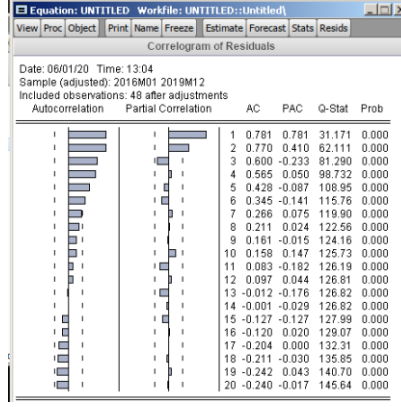 Equation: UNTITLED Workfile: UNTITLED::Untitled\
View Proc Object Print Name Freeze Estimate Forecast Stats Resids
Correlogram of Residuals
Date: 06/01/20 Time: 13:04
Sample (adjusted): 2016M01 2019M12
Included observations: 48 after adjustments
Autocorrelation Partial Correlation AC PAC Q-Stat Prob
1 0.781 0.781 31.171 0.000
2 0.770 0.410 62.111 0.000
3 0.600 -0.233 81.290 0.000
4 0.565 0.050 98.732 0.000
5 0.428 -0.087 108.95 0.000
6 0.345 -0.141 115.76 0.000
7 0.266 0.075 119.90 0.000
8 0.211 0.024 122.56 0.000
9 0.161 -0.015 124.16 0.000
10 0.158 0.147 125.73 0.000
11 0.083 -0.182 126.19 0.000
12 0.097 0.044 126.81 0.000
13 -0.012 -0.176 126.82 0.000
14 -0.001 -0.029 126.82 0.000
15 -0.127 -0.127 127.99 0.000
16 -0.120 0.020 129.07 0.000
17 -0.204 0.000 132.31 0.000
18 -0.211 -0.030 135.85 0.000
19 -0.242 0.043 140.70 0.000
20 -0.240 -0.017 145.64 0.000